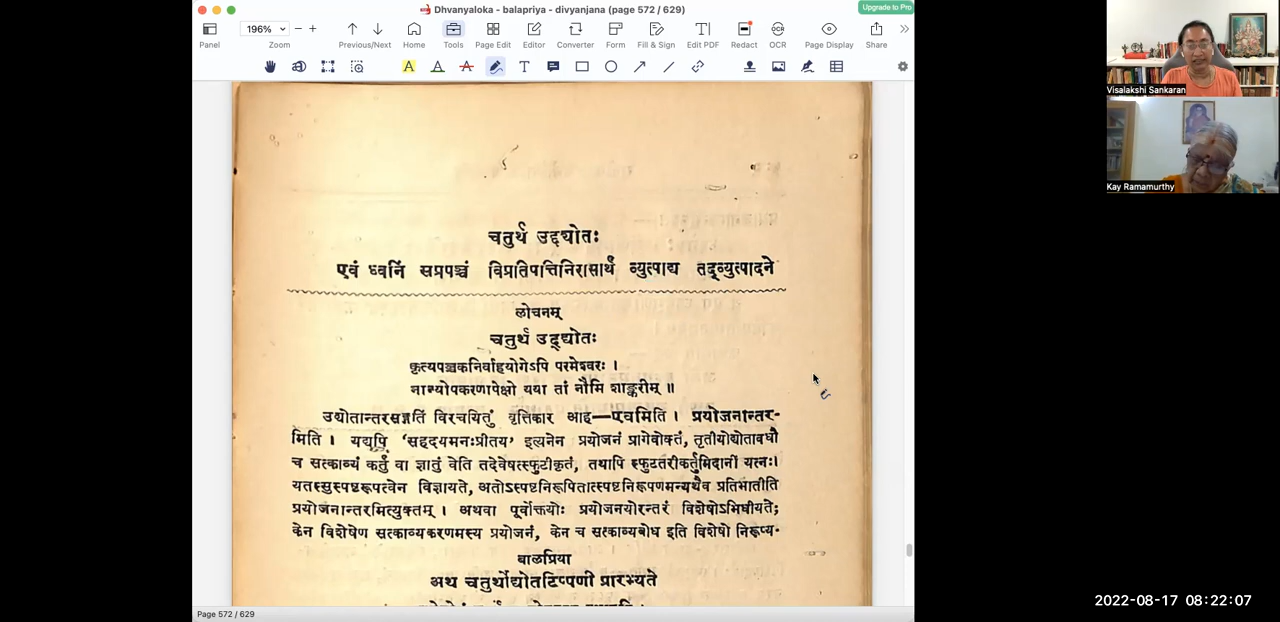 Dhvanyaloka - balapriya - divyanjana (page 572 / 629)
Upgrade to Pro
196%
Panel Zoom Previous/Next Home Tools Page Edit Editor Converter Form Fill & Sign Edit PDF Redact OCR Page Display Share
चतुर्थ उद्द्योतः
एवं ध्वनिं सप्रपञ्चं विप्रतिपत्तिनिरासार्थं व्युत्पाद्य तद्व्युत्पादने
लोचनम्
चतुर्थ उद्द्योतः
कृत्यपञ्चकनिर्वाहयोगेऽपि परमेश्वरः ।
नान्योपकरणापेक्षो यया तां नौमि शाङ्करीम् ॥
उद्योतान्तरसङ्गतिं विरचयितुं वृत्तिकार आह—एवमिति । प्रयोजनान्तर-
मिति । यद्यपि 'सहृदयमनःप्रीतय' इत्यनेन प्रयोजनं प्रागेवोक्तं, तृतीयोद्योतावधौ
च सत्काव्यं कर्तुं वा ज्ञातुं वेति तदेवेषत्स्फुटीकृतं, तथापि स्फुटतरीकर्तुमिदानीं यत्नः।
यतस्सुस्पष्टरूपत्वेन विज्ञायते, अतोऽस्पष्टनिरूपितात्स्पष्टनिरूपणमन्यथैव प्रतिभातीति
प्रयोजनान्तरमित्युक्तम् । अथवा पूर्वोक्तयोः प्रयोजनयोरन्तरं विशेषोऽभिधीयते;
केन विशेषेण सत्काव्यकरणमस्य प्रयोजनं, केन च सत्काव्यबोध इति विशेषो निरूप्य-
बालप्रिया
अथ चतुर्थोद्योतटिप्पणी प्रारभ्यते
Page 572 / 629
Visalakshi Sankaran
Kay Ramamurthy
2022-08-17 08:22:07